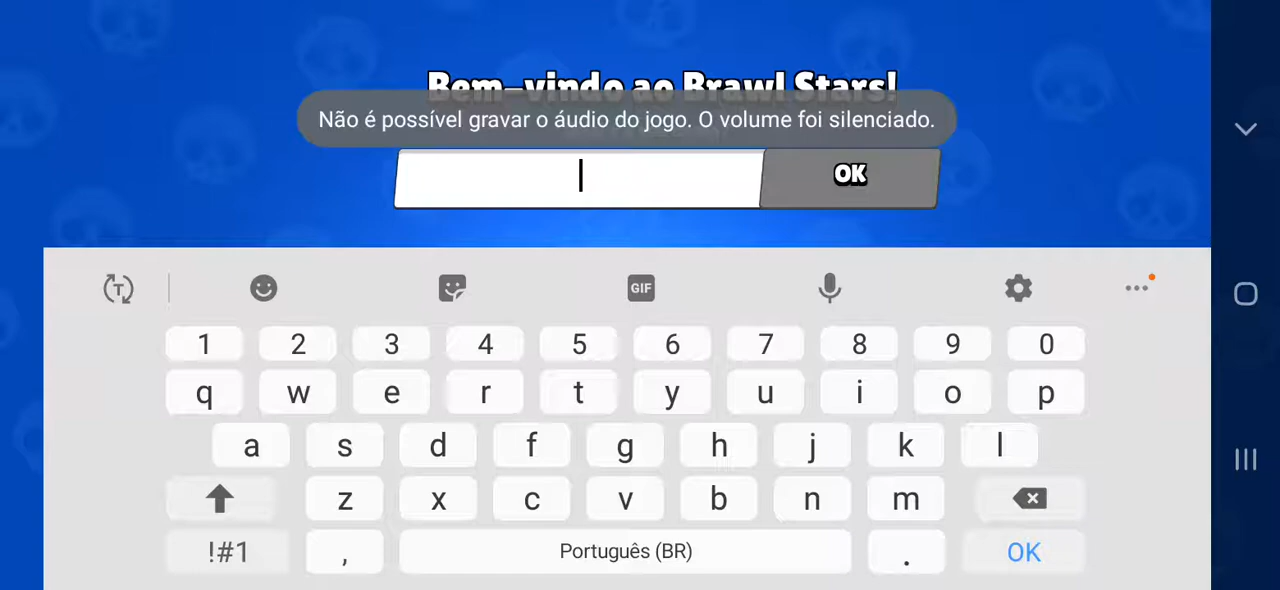 Bem-vindo ao Brawl Stars!
Não é possível gravar o áudio do jogo. O volume foi silenciado.
OK
GIF
1 2 3 4 5 6 7 8 9 0
q w e r t y u i o p
a s d f g h j k l
z x c v b n m
!#1 , Português (BR) . OK